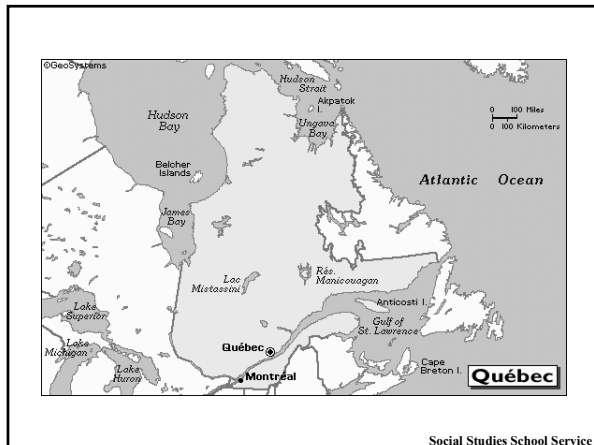 ©GeoSystems
Hudson
Strait
Akpatok
I.
Ungava
Bay
0 100 Miles
0 100 Kilometers
Hudson
Bay
Belcher
Islands
Atlantic Ocean
James
Bay
Lac
Mistassini
Rés.
Manicouagan
Anticosti I.
Gulf of
St. Lawrence
Lake
Superior
Lake
Michigan
Lake
Huron
Québec
Montréal
Cape
Breton I.
Québec
Social Studies School Service